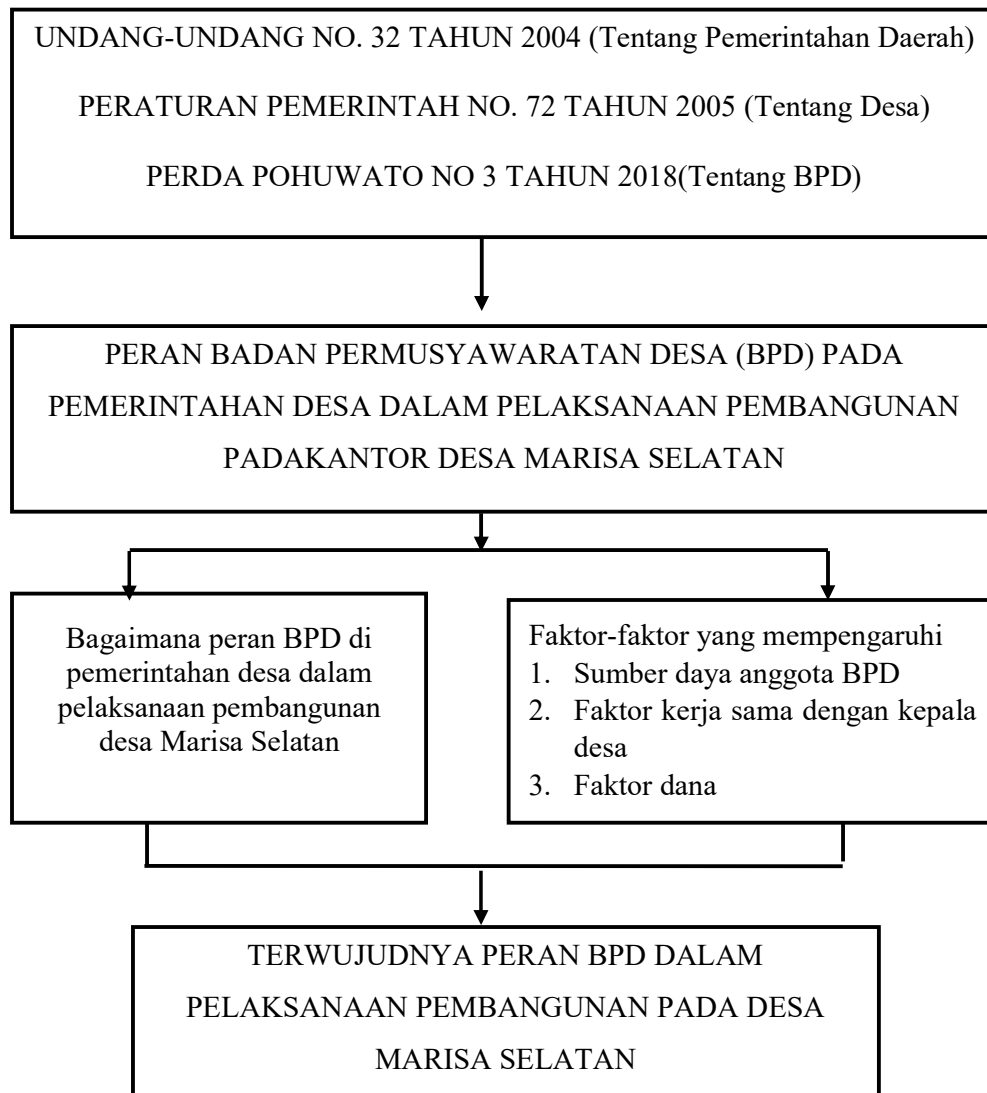 UNDANG-UNDANG NO. 32 TAHUN 2004 (Tentang Pemerintahan Daerah)
PERATURAN PEMERINTAH NO. 72 TAHUN 2005 (Tentang Desa)
PERDA POHUWATO NO 3 TAHUN 2018(Tentang BPD)
PERAN BADAN PERMUSYAWARATAN DESA (BPD) PADA
PEMERINTAHAN DESA DALAM PELAKSANAAN PEMBANGUNAN
PADAKANTOR DESA MARISA SELATAN
Bagaimana peran BPD di
pemerintahan desa dalam
pelaksanaan pembangunan
desa Marisa Selatan
Faktor-faktor yang mempengaruhi
1. Sumber daya anggota BPD
2. Faktor kerja sama dengan kepala
desa
3. Faktor dana
TERWUJUDNYA PERAN BPD DALAM
PELAKSANAAN PEMBANGUNAN PADA DESA
MARISA SELATAN